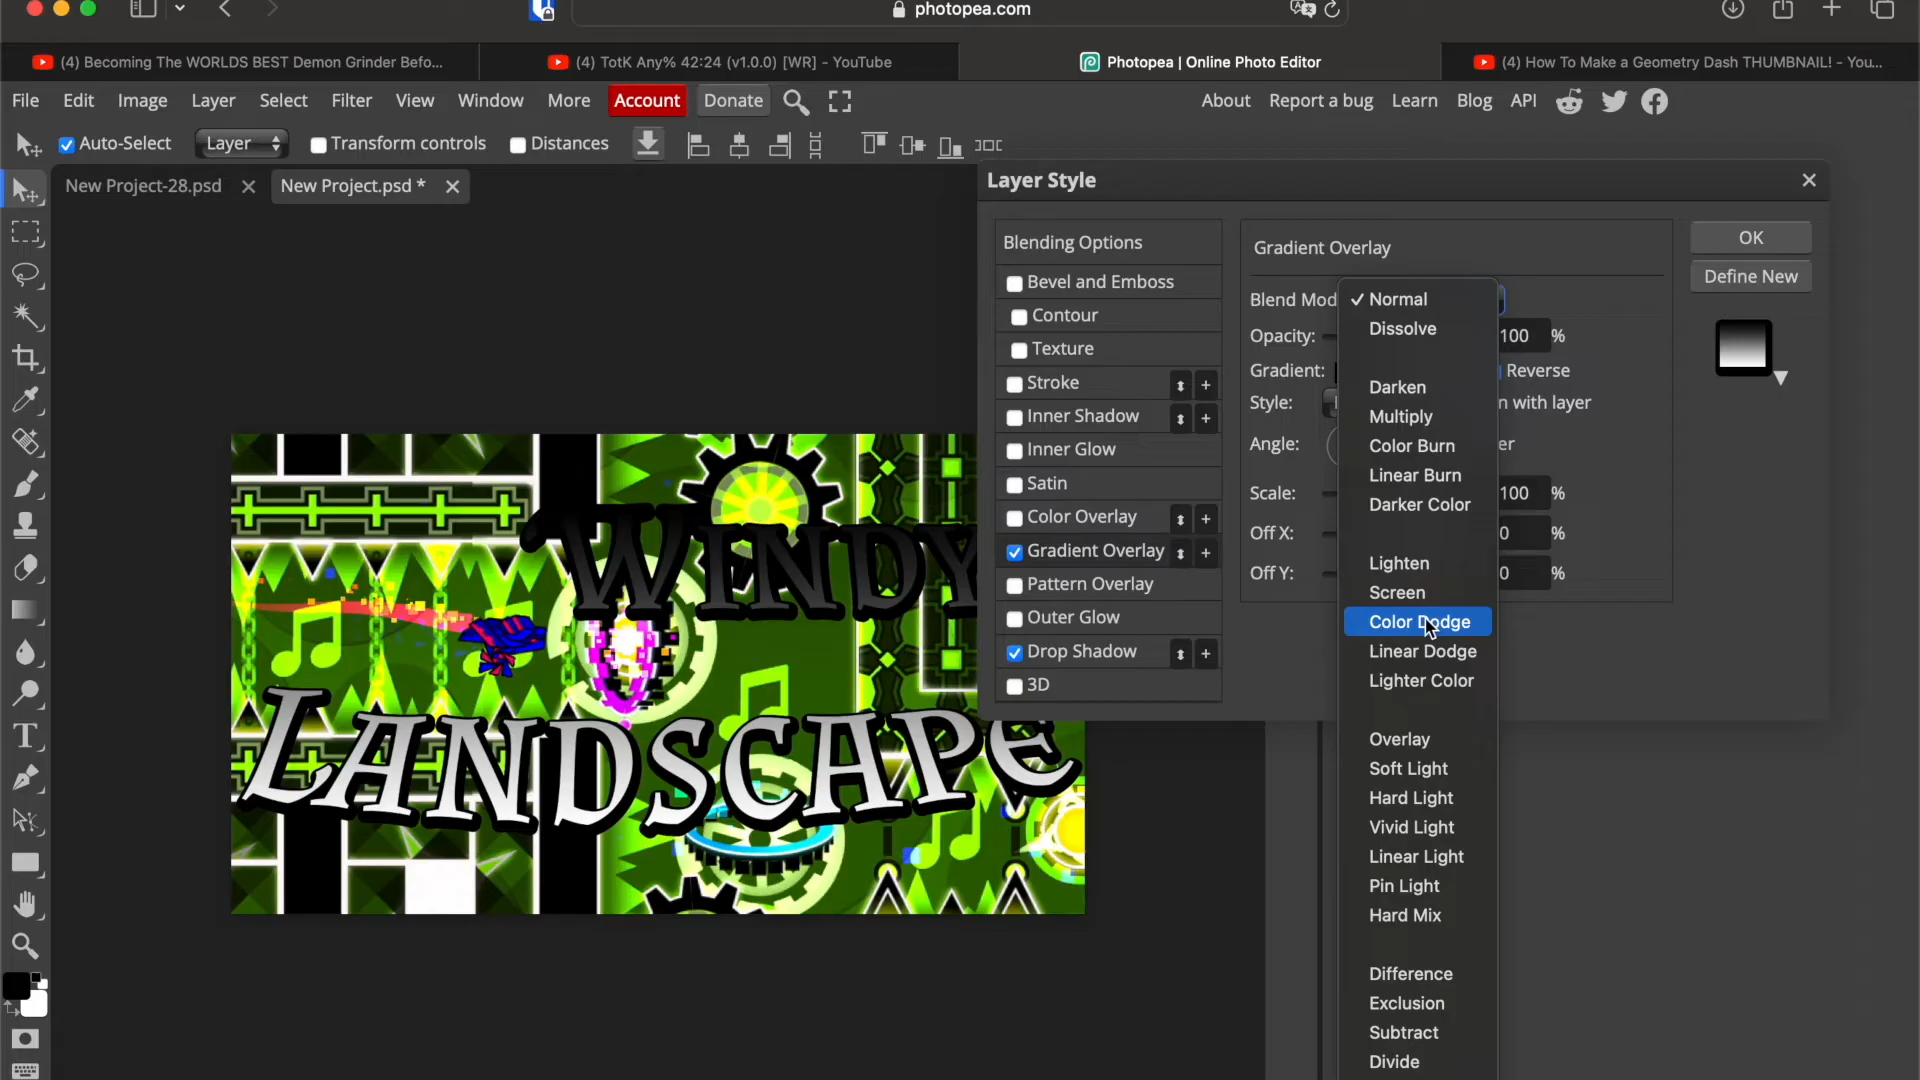 photopea.com
(4) Becoming The WORLDS BEST Demon Grinder Befo...
(4) TotK Any% 42:24 (v1.0.0) [WR] - YouTube
Photopea | Online Photo Editor
(4) How To Make a Geometry Dash THUMBNAIL! - You...
File Edit Image Layer Select Filter View Window More Account Donate
About Report a bug Learn Blog API
Auto-Select Layer Transform controls Distances
New Project-28.psd
New Project.psd *
Layer Style
Blending Options
Bevel and Emboss
Contour
Texture
Stroke
Inner Shadow
Inner Glow
Satin
Color Overlay
Gradient Overlay
Pattern Overlay
Outer Glow
Drop Shadow
3D
Gradient Overlay
Blend Mod
Opacity: 100 %
Gradient: Reverse
Style: n with layer
Angle: er
Scale: 100 %
Off X: 0 %
Off Y: 0 %
Normal
Dissolve
Darken
Multiply
Color Burn
Linear Burn
Darker Color
Lighten
Screen
Color Dodge
Linear Dodge
Lighter Color
Overlay
Soft Light
Hard Light
Vivid Light
Linear Light
Pin Light
Hard Mix
Difference
Exclusion
Subtract
Divide
OK
Define New
WINDY
LANDSCAPE